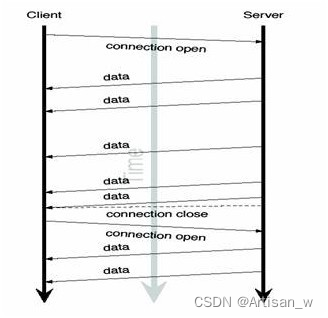 Client Server
connection open
data
data
data
Time
data
data
connection close
connection open
data
data
CSDN @Artisan_w